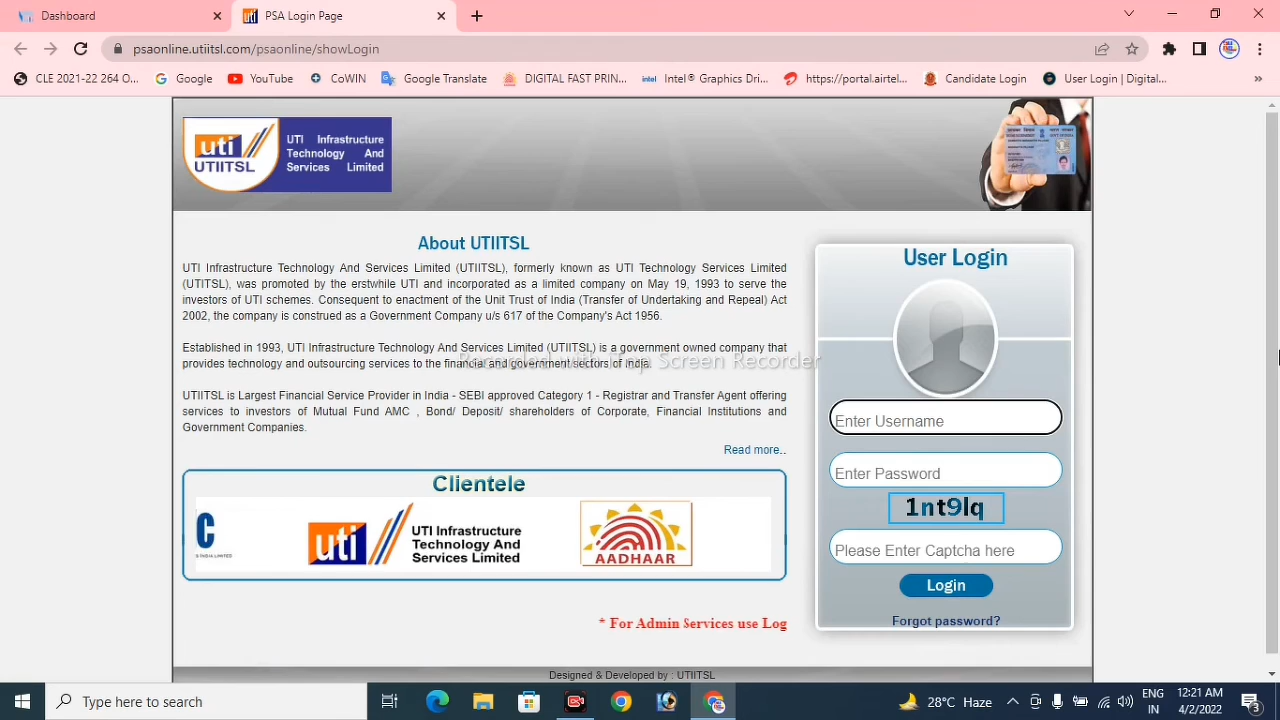 Dashboard
PSA Login Page
psaonline.utiitsl.com/psaonline/showLogin
CLE 2021-22 264 O...
Google
YouTube
CoWIN
Google Translate
DIGITAL FAST PRIN...
intel
Intel® Graphics Dri...
https://portal.airtel...
Candidate Login
User Login | Digital...
uti
UTIITSL
UTI Infrastructure
Technology And
Services Limited
About UTIITSL
UTI Infrastructure Technology And Services Limited (UTIITSL), formerly known as UTI Technology Services Limited
(UTITSL), was promoted by the erstwhile UTI and incorporated as a limited company on May 19, 1993 to serve the
investors of UTI schemes. Consequent to enactment of the Unit Trust of India (Transfer of Undertaking and Repeal) Act
2002, the company is construed as a Government Company u/s 617 of the Company's Act 1956.
Established in 1993, UTI Infrastructure Technology And Services Limited (UTIITSL) is a government owned company that
provides technology and outsourcing services to the financial and government sectors of India.
Recorded with Screen Recorder
UTIITSL is Largest Financial Service Provider in India - SEBI approved Category 1 - Registrar and Transfer Agent offering
services to investors of Mutual Fund AMC , Bond/ Deposit/ shareholders of Corporate, Financial Institutions and
Government Companies.
Read more..
Clientele
C
uti
UTI Infrastructure
Technology And
Services Limited
AADHAAR
* For Admin Services use Log
User Login
Enter Username
Enter Password
1nt9lq
Please Enter Captcha here
Login
Forgot password?
Designed & Developed by : UTIITSL
Type here to search
28°C Haze
ENG
IN
12:21 AM
4/2/2022
3